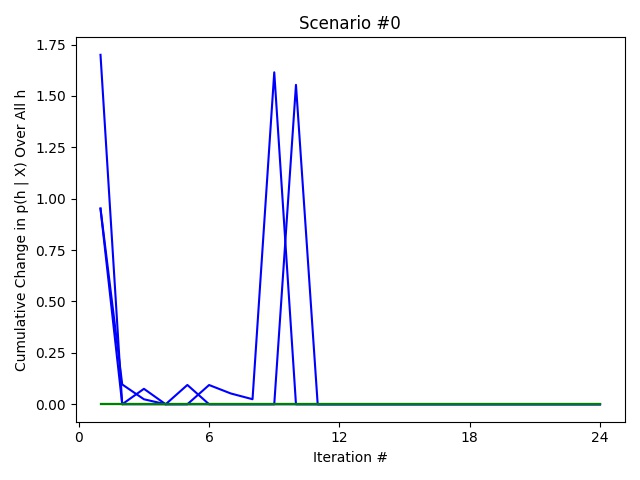 Scenario #0
Cumulative Change in p(h | X) Over All h
1.75
1.50
1.25
1.00
0.75
0.50
0.25
0.00
0 6 12 18 24
Iteration #